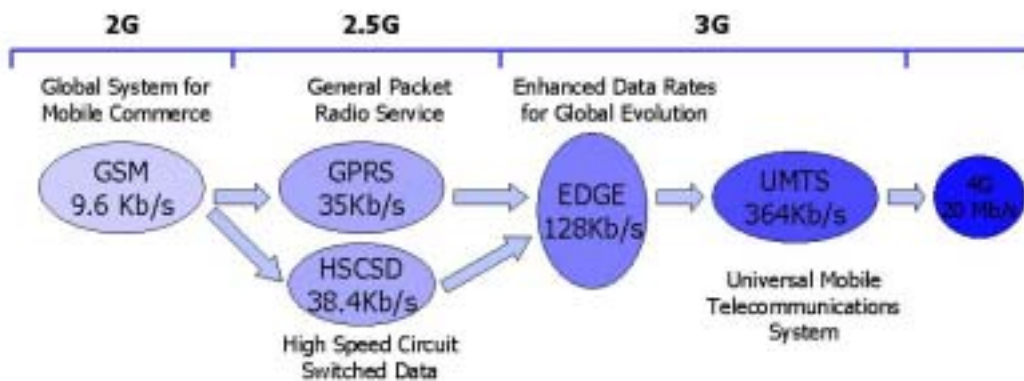 2G
2.5G
3G
Global System for
Mobile Commerce
General Packet
Radio Service
Enhanced Data Rates
for Global Evolution
GSM
9.6 Kb/s
GPRS
35Kb/s
HSCSD
38.4Kb/s
High Speed Circuit
Switched Data
EDGE
128Kb/s
UMTS
364Kb/s
Universal Mobile
Telecommunications
System
4G
20 Mb/s